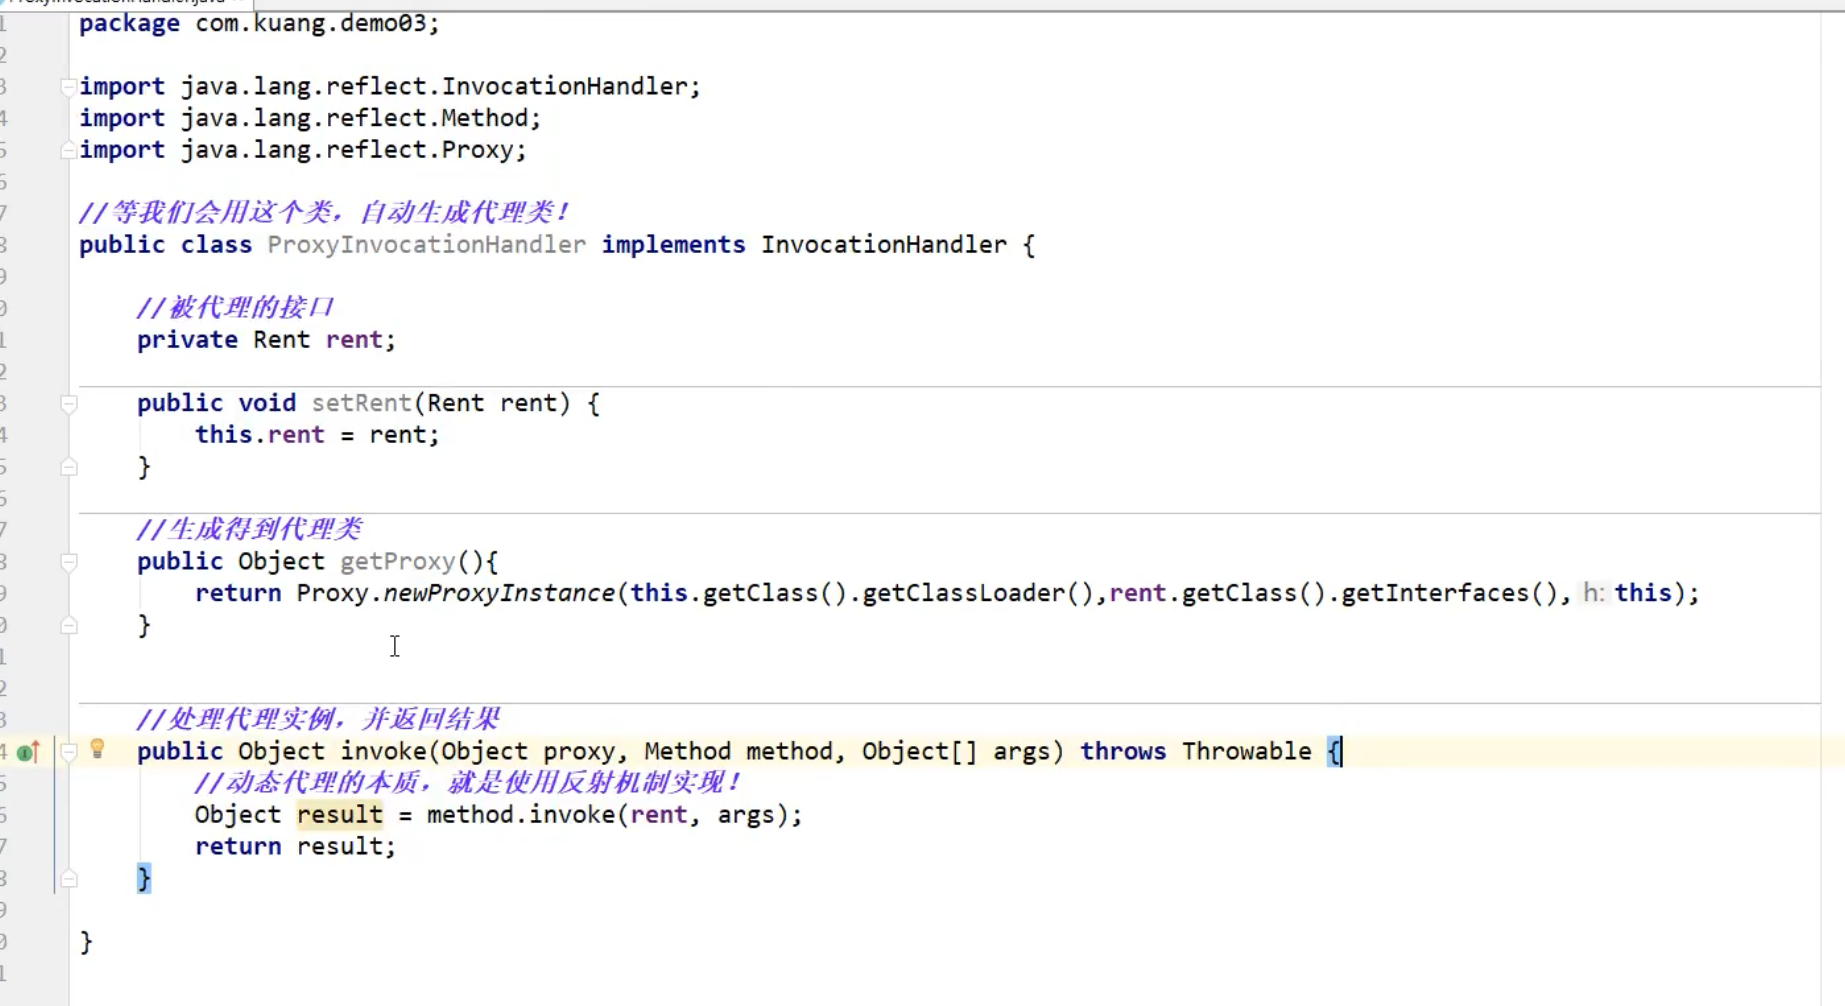 ProxyInvocationHandler.java
1 package com.kuang.demo03;
2
3 import java.lang.reflect.InvocationHandler;
4 import java.lang.reflect.Method;
5 import java.lang.reflect.Proxy;
6
7 //等我们会用这个类，自动生成代理类！
8 public class ProxyInvocationHandler implements InvocationHandler {
9
0 //被代理的接口
1 private Rent rent;
2
3 public void setRent(Rent rent) {
4 this.rent = rent;
5 }
6
7 //生成得到代理类
8 public Object getProxy(){
9 return Proxy.newProxyInstance(this.getClass().getClassLoader(),rent.getClass().getInterfaces(), h: this);
0 }
1
2
3 //处理代理实例，并返回结果
4 public Object invoke(Object proxy, Method method, Object[] args) throws Throwable {
5 //动态代理的本质，就是使用反射机制实现！
6 Object result = method.invoke(rent, args);
7 return result;
8 }
9
0 }
1